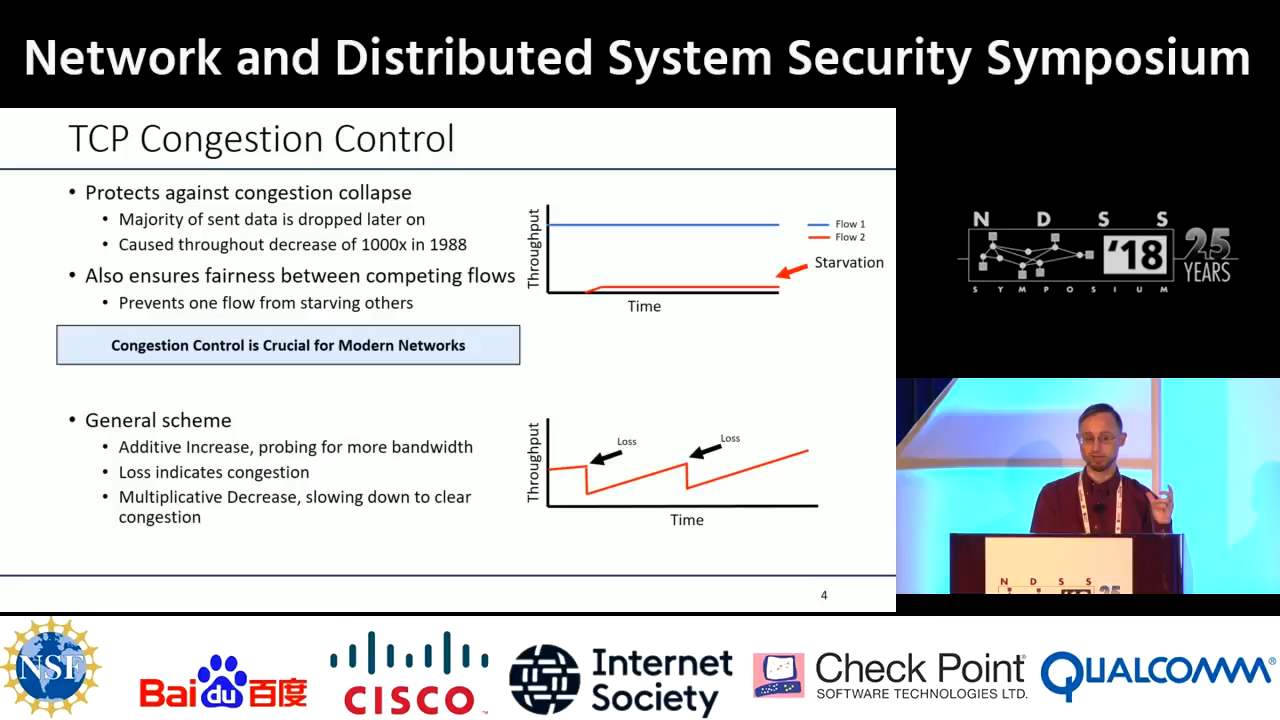 Network and Distributed System Security Symposium
TCP Congestion Control
• Protects against congestion collapse
• Majority of sent data is dropped later on
• Caused throughout decrease of 1000x in 1988
• Also ensures fairness between competing flows
• Prevents one flow from starving others
Congestion Control is Crucial for Modern Networks
Throughput
Time
Flow 1
Flow 2
Starvation
• General scheme
• Additive Increase, probing for more bandwidth
• Loss indicates congestion
• Multiplicative Decrease, slowing down to clear
congestion
Throughput
Loss
Loss
Time
4
N D S S
'18
25
YEARS
SYMPOSIUM
N D S S
NSF
Bai du 百度
CISCO
Internet
Society
Check Point
SOFTWARE TECHNOLOGIES LTD.
QUALCOMM®